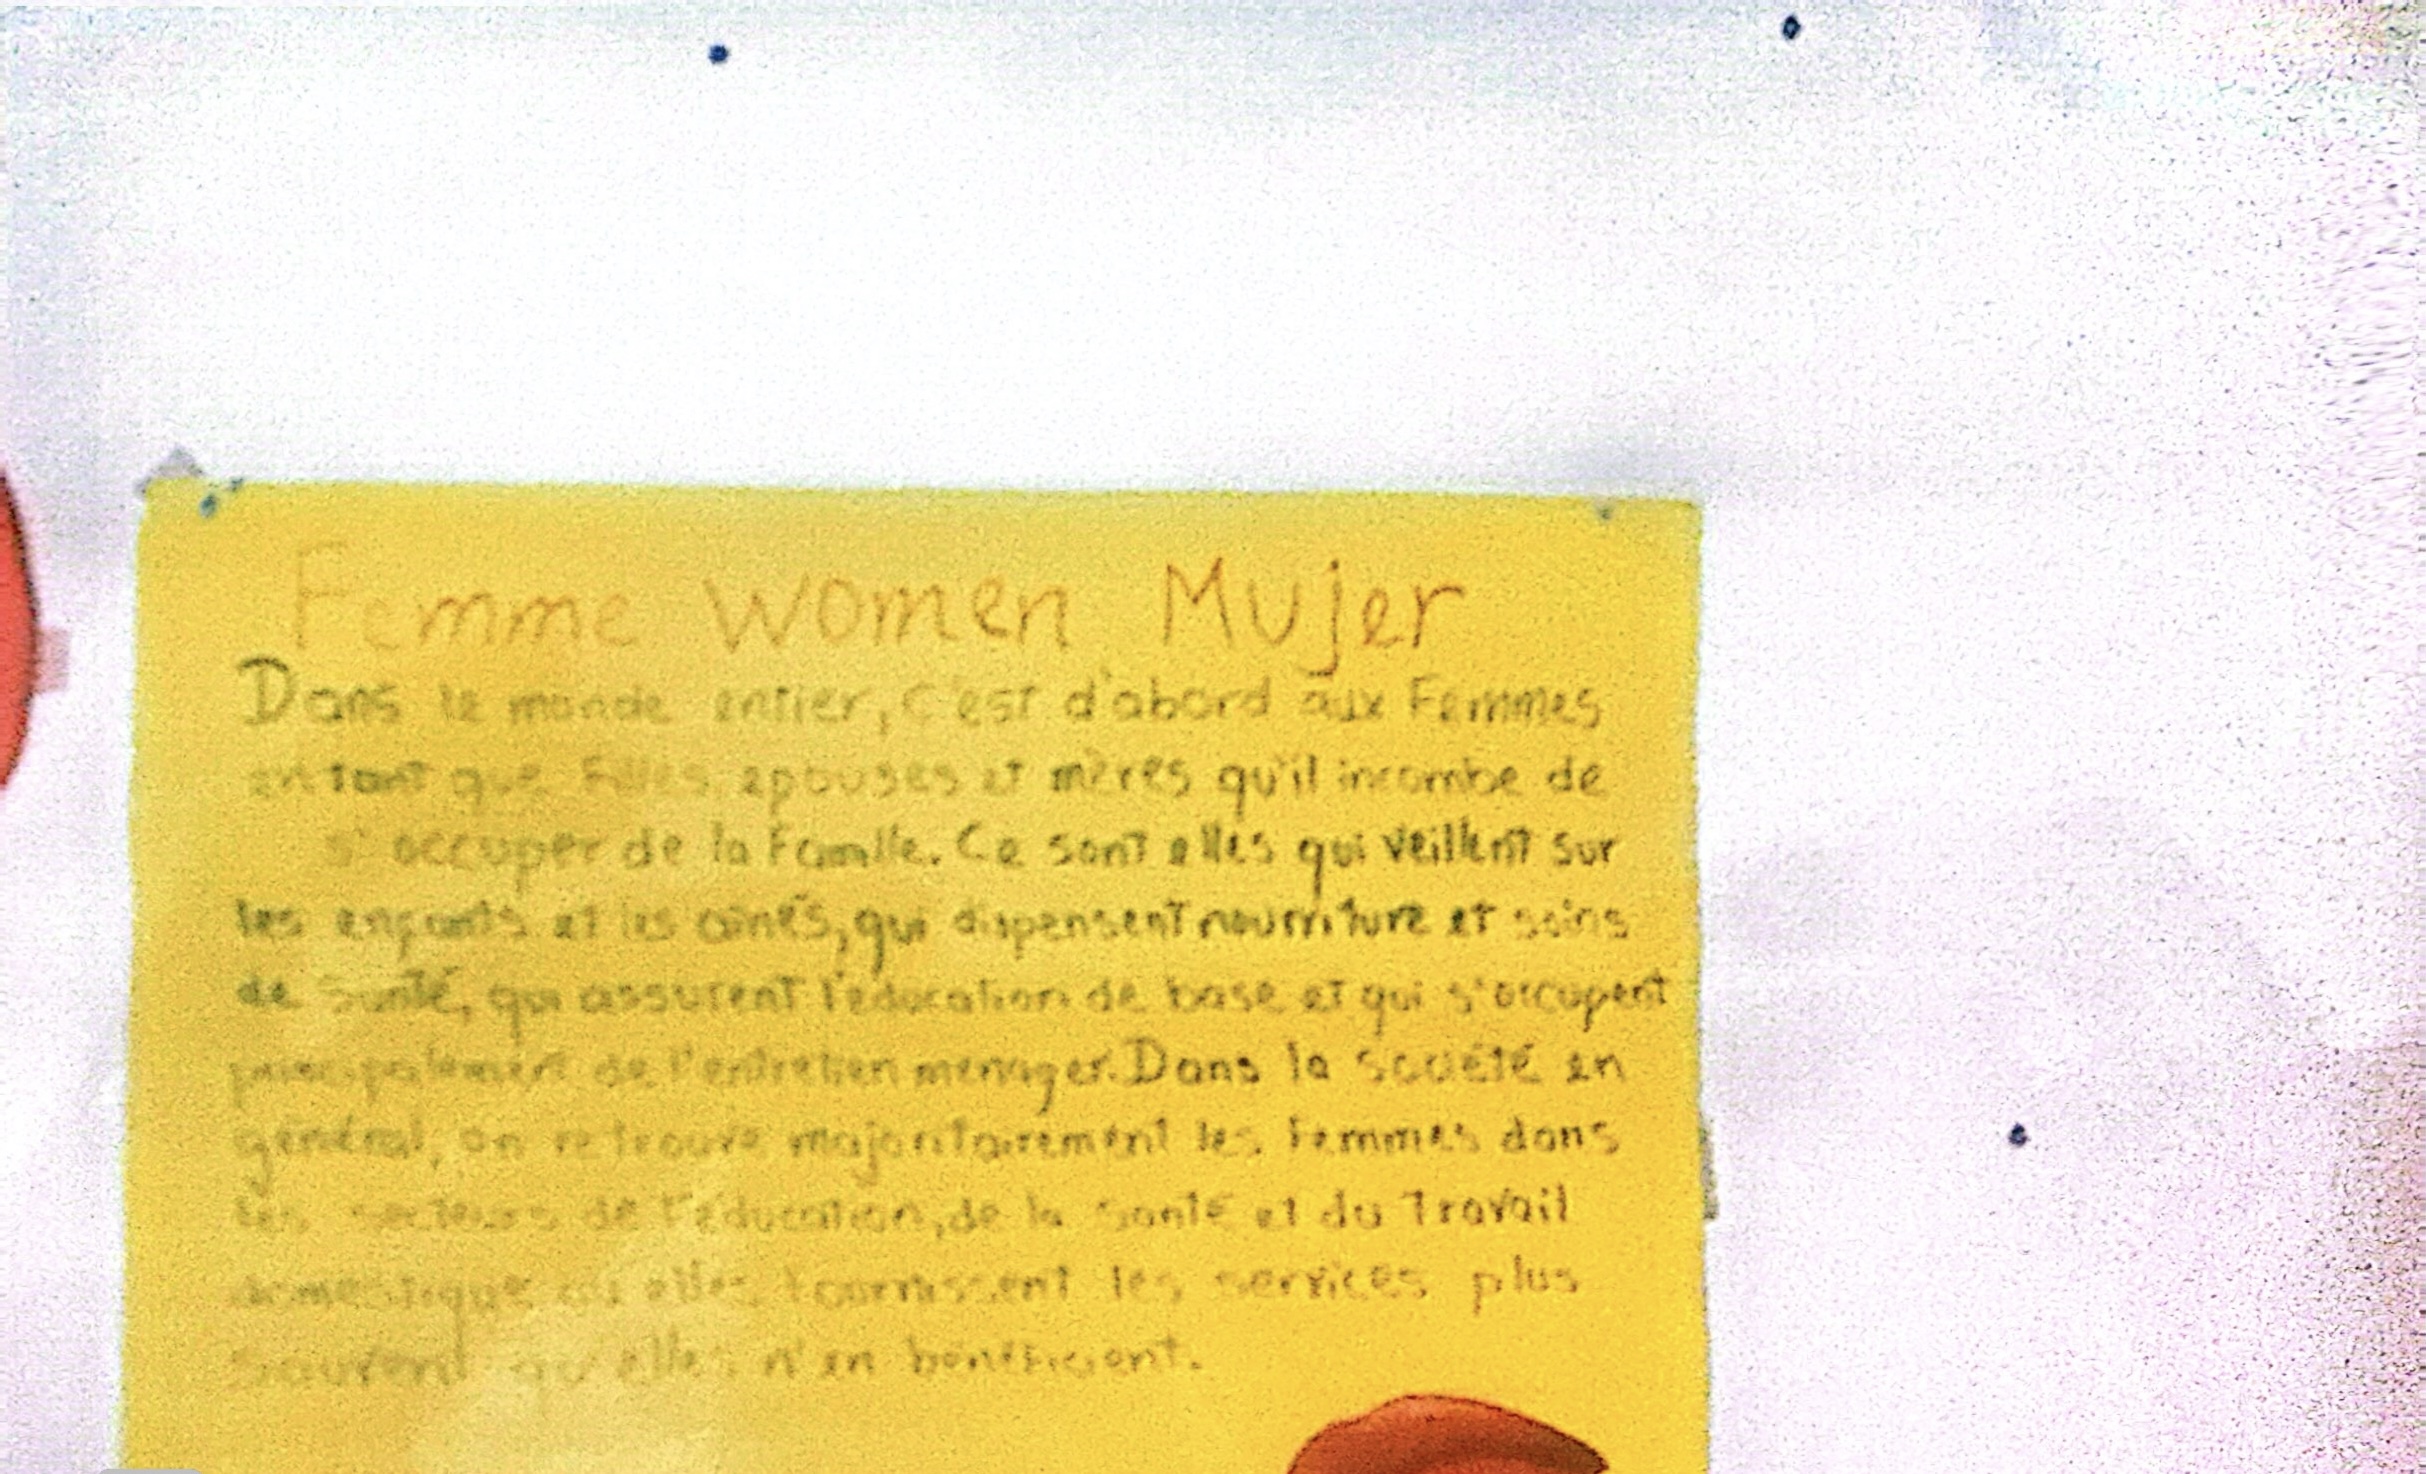 Femme Women Mujer
Dans le monde entier, c'est d'abord aux Femmes
en tant que Filles epouses et mères qu'il incombe de
s'occuper de la Famille. Ce sont elles qui veillent sur
les enfants et les aînés, qui dispensent nourriture et soins
de santé, qui assurent l'education de base et qui s'occupent
principalement de l'entretien menager. Dans la société en
général, on retrouve majoritairement les Femmes dans
les secteurs de l'éducation, de la santé et du Travail
domestique où elles fournissent les services plus
souvent qu'elles n'en bénéficient.